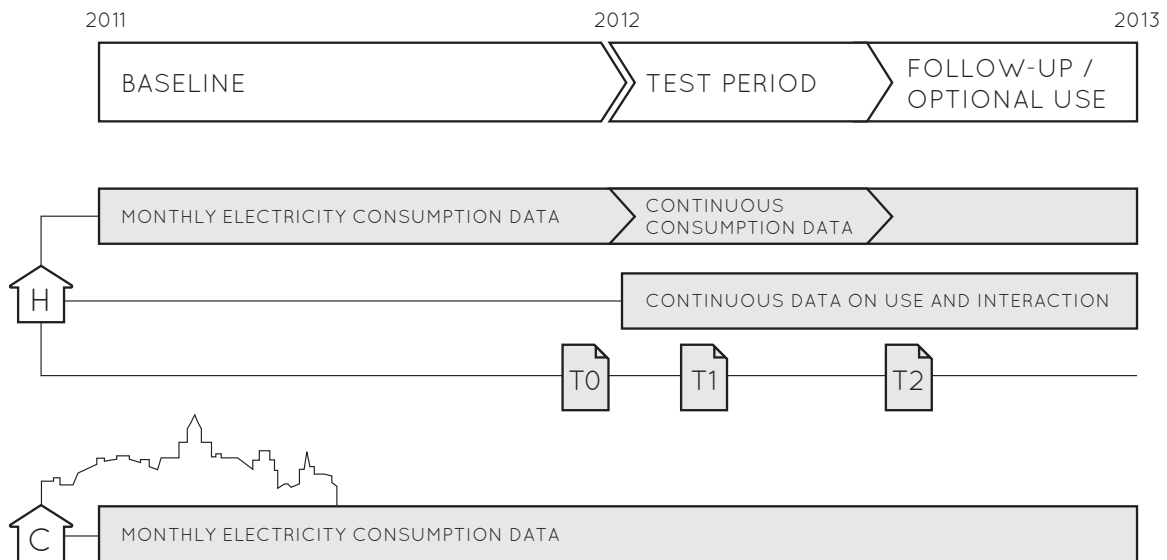 2011 2012 2013
BASELINE TEST PERIOD FOLLOW-UP /
OPTIONAL USE
MONTHLY ELECTRICITY CONSUMPTION DATA CONTINUOUS
CONSUMPTION DATA
H CONTINUOUS DATA ON USE AND INTERACTION
T0 T1 T2
C MONTHLY ELECTRICITY CONSUMPTION DATA